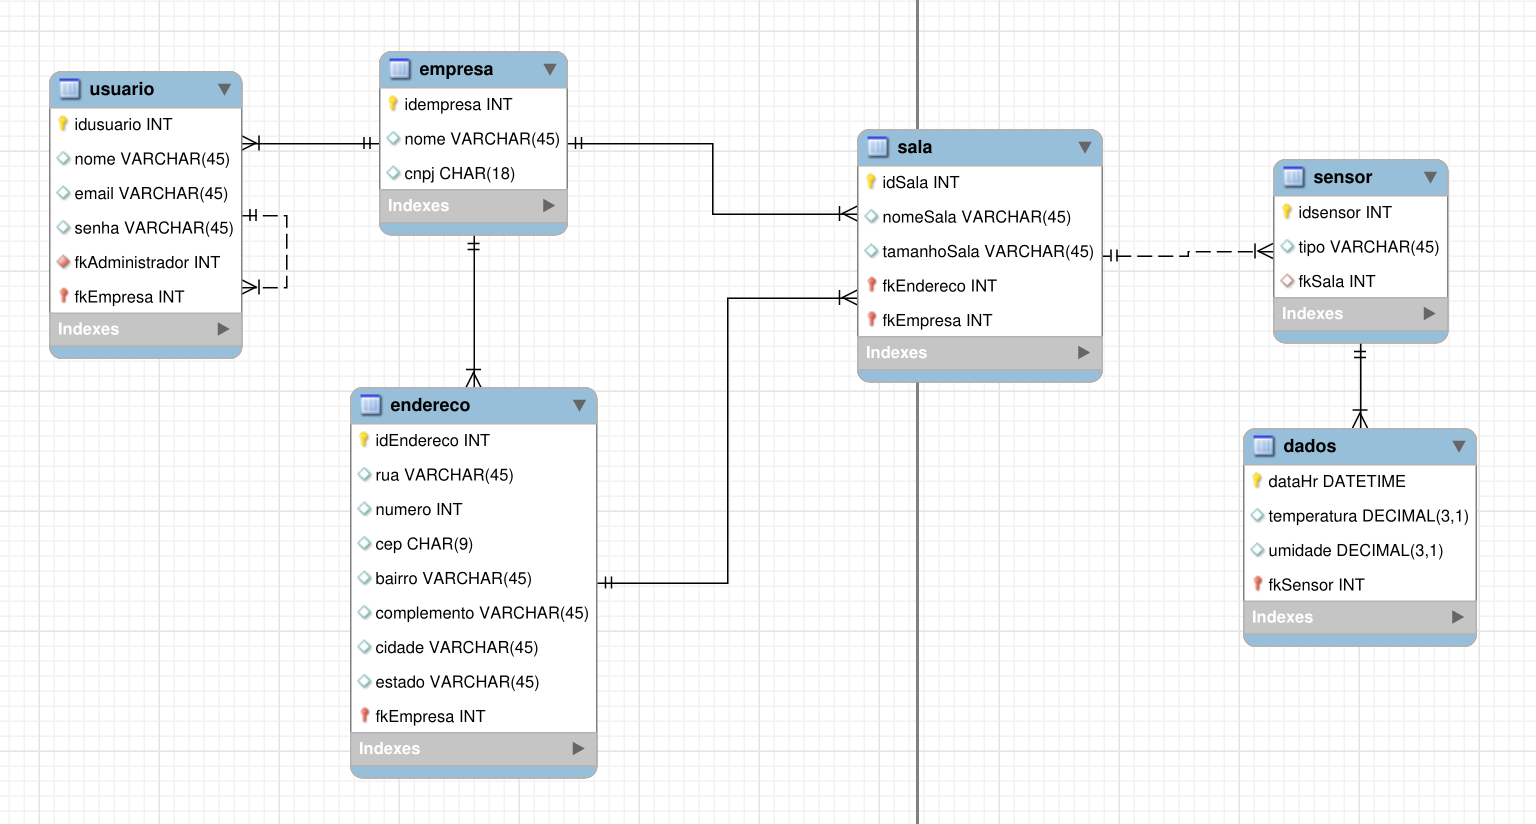 usuario
idusuario INT
nome VARCHAR(45)
email VARCHAR(45)
senha VARCHAR(45)
fkAdministrador INT
fkEmpresa INT
Indexes
empresa
idempresa INT
nome VARCHAR(45)
cnpj CHAR(18)
Indexes
endereco
idEndereco INT
rua VARCHAR(45)
numero INT
cep CHAR(9)
bairro VARCHAR(45)
complemento VARCHAR(45)
cidade VARCHAR(45)
estado VARCHAR(45)
fkEmpresa INT
Indexes
sala
idSala INT
nomeSala VARCHAR(45)
tamanhoSala VARCHAR(45)
fkEndereco INT
fkEmpresa INT
Indexes
sensor
idsensor INT
tipo VARCHAR(45)
fkSala INT
Indexes
dados
dataHr DATETIME
temperatura DECIMAL(3,1)
umidade DECIMAL(3,1)
fkSensor INT
Indexes